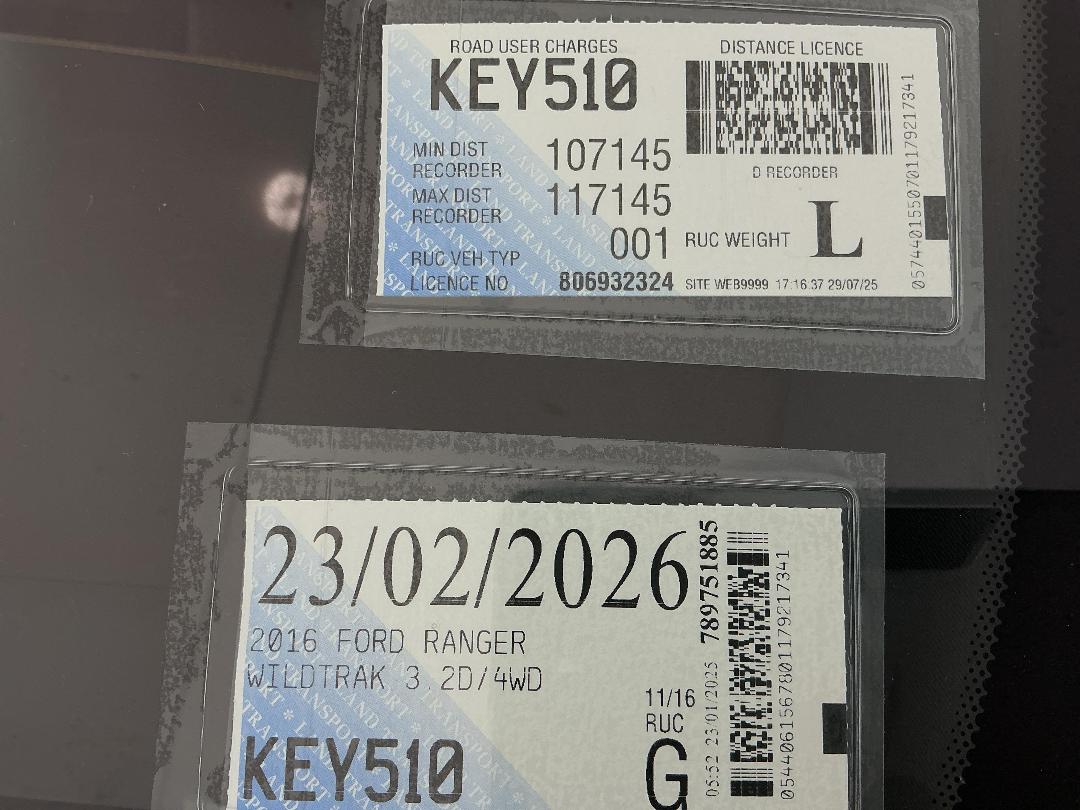 ROAD USER CHARGES
KEY510
MIN DIST RECORDER 107145
MAX DIST RECORDER 117145
RUC VEH TYP 001
LICENCE NO 806932324
DISTANCE LICENCE
D RECORDER
RUC WEIGHT L
SITE WEB9999 17:16:37 29/07/25
0574401550701179217341
23/02/2026
2016 FORD RANGER
WILDTRAK 3.2D/4WD
KEY510
11/16
RUC
G
789751885
05:52 23/01/2025
0544061567801179217341